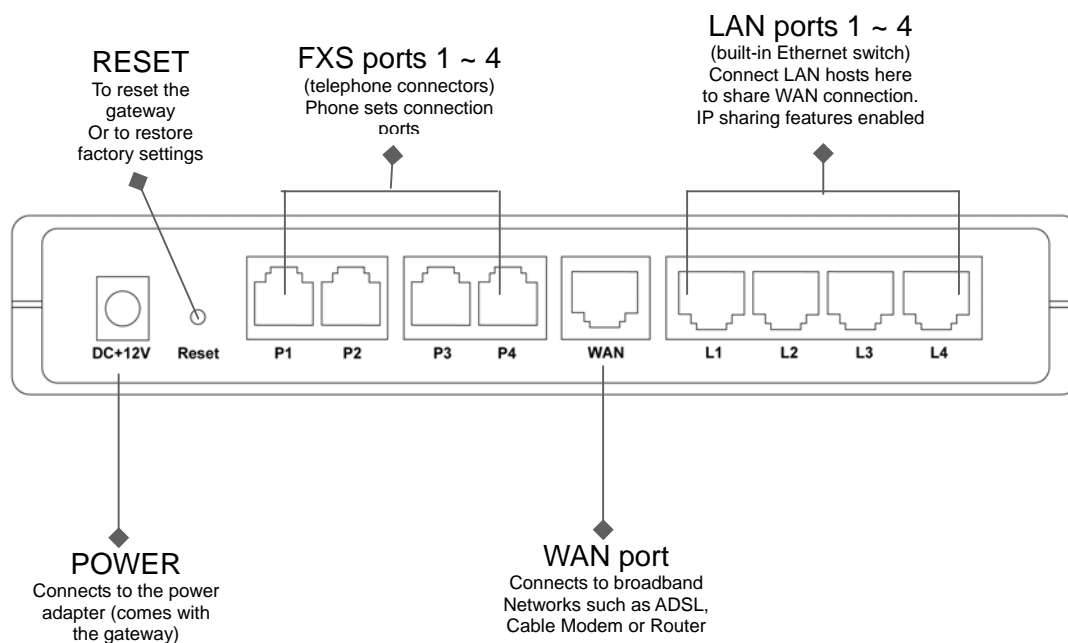 RESET
To reset the
gateway
Or to restore
factory settings
FXS ports 1 ~ 4
(telephone connectors)
Phone sets connection
ports
LAN ports 1 ~ 4
(built-in Ethernet switch)
Connect LAN hosts here
to share WAN connection.
IP sharing features enabled
DC+12V Reset P1 P2 P3 P4 WAN L1 L2 L3 L4
POWER
Connects to the power
adapter (comes with
the gateway)
WAN port
Connects to broadband
Networks such as ADSL,
Cable Modem or Router